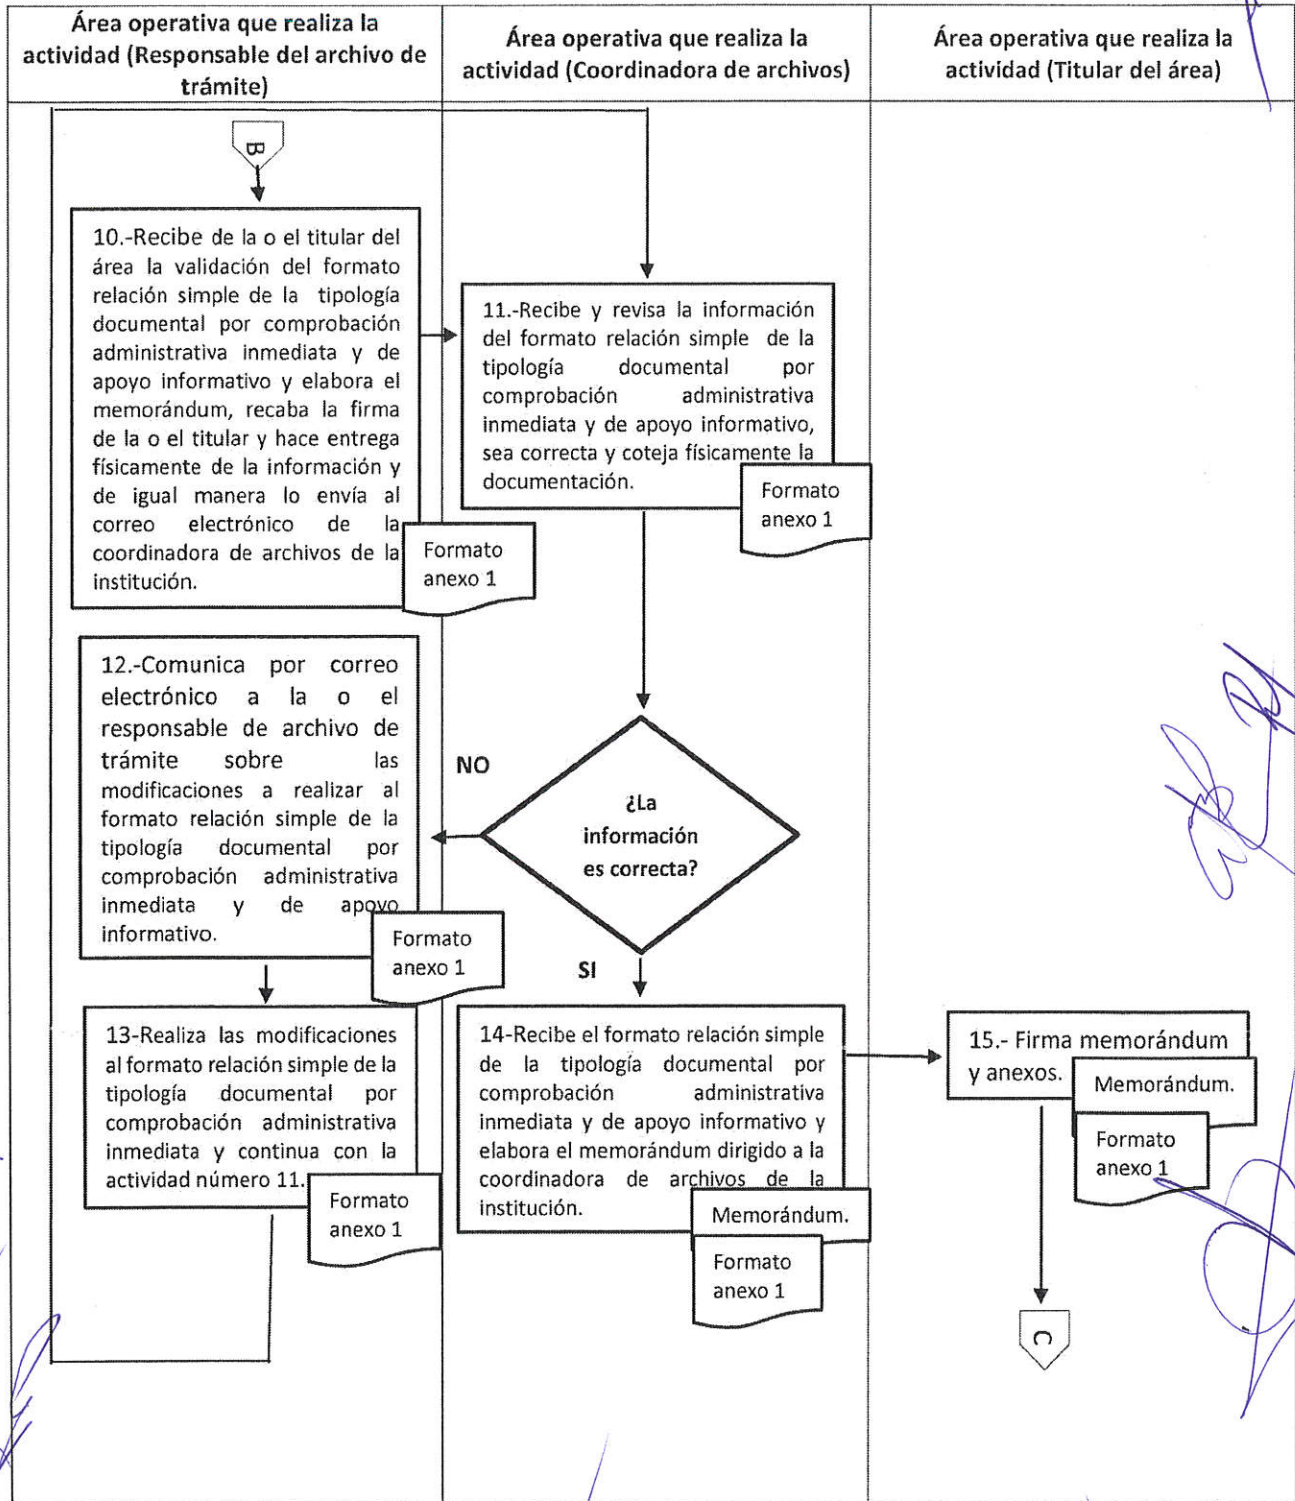 Área operativa que realiza la
actividad (Responsable del archivo de
trámite)
Área operativa que realiza la
actividad (Coordinadora de archivos)
Área operativa que realiza la
actividad (Titular del área)
B
10.-Recibe de la o el titular del
área la validación del formato
relación simple de la tipología
documental por comprobación
administrativa inmediata y de
apoyo informativo y elabora el
memorándum, recaba la firma
de la o el titular y hace entrega
físicamente de la información y
de igual manera lo envía al
correo electrónico de la
coordinadora de archivos de la
institución.
Formato
anexo 1
11.-Recibe y revisa la información
del formato relación simple de la
tipología documental por
comprobación administrativa
inmediata y de apoyo informativo,
sea correcta y coteja físicamente la
documentación.
Formato
anexo 1
12.-Comunica por correo
electrónico a la o el
responsable de archivo de
trámite sobre las
modificaciones a realizar al
formato relación simple de la
tipología documental por
comprobación administrativa
inmediata y de apoyo
informativo.
Formato
anexo 1
NO
¿La
información
es correcta?
SI
13-Realiza las modificaciones
al formato relación simple de la
tipología documental por
comprobación administrativa
inmediata y continua con la
actividad número 11.
Formato
anexo 1
14-Recibe el formato relación simple
de la tipología documental por
comprobación administrativa
inmediata y de apoyo informativo y
elabora el memorándum dirigido a la
coordinadora de archivos de la
institución.
Memorándum.
Formato
anexo 1
15.- Firma memorándum
y anexos.
Memorándum.
Formato
anexo 1
C